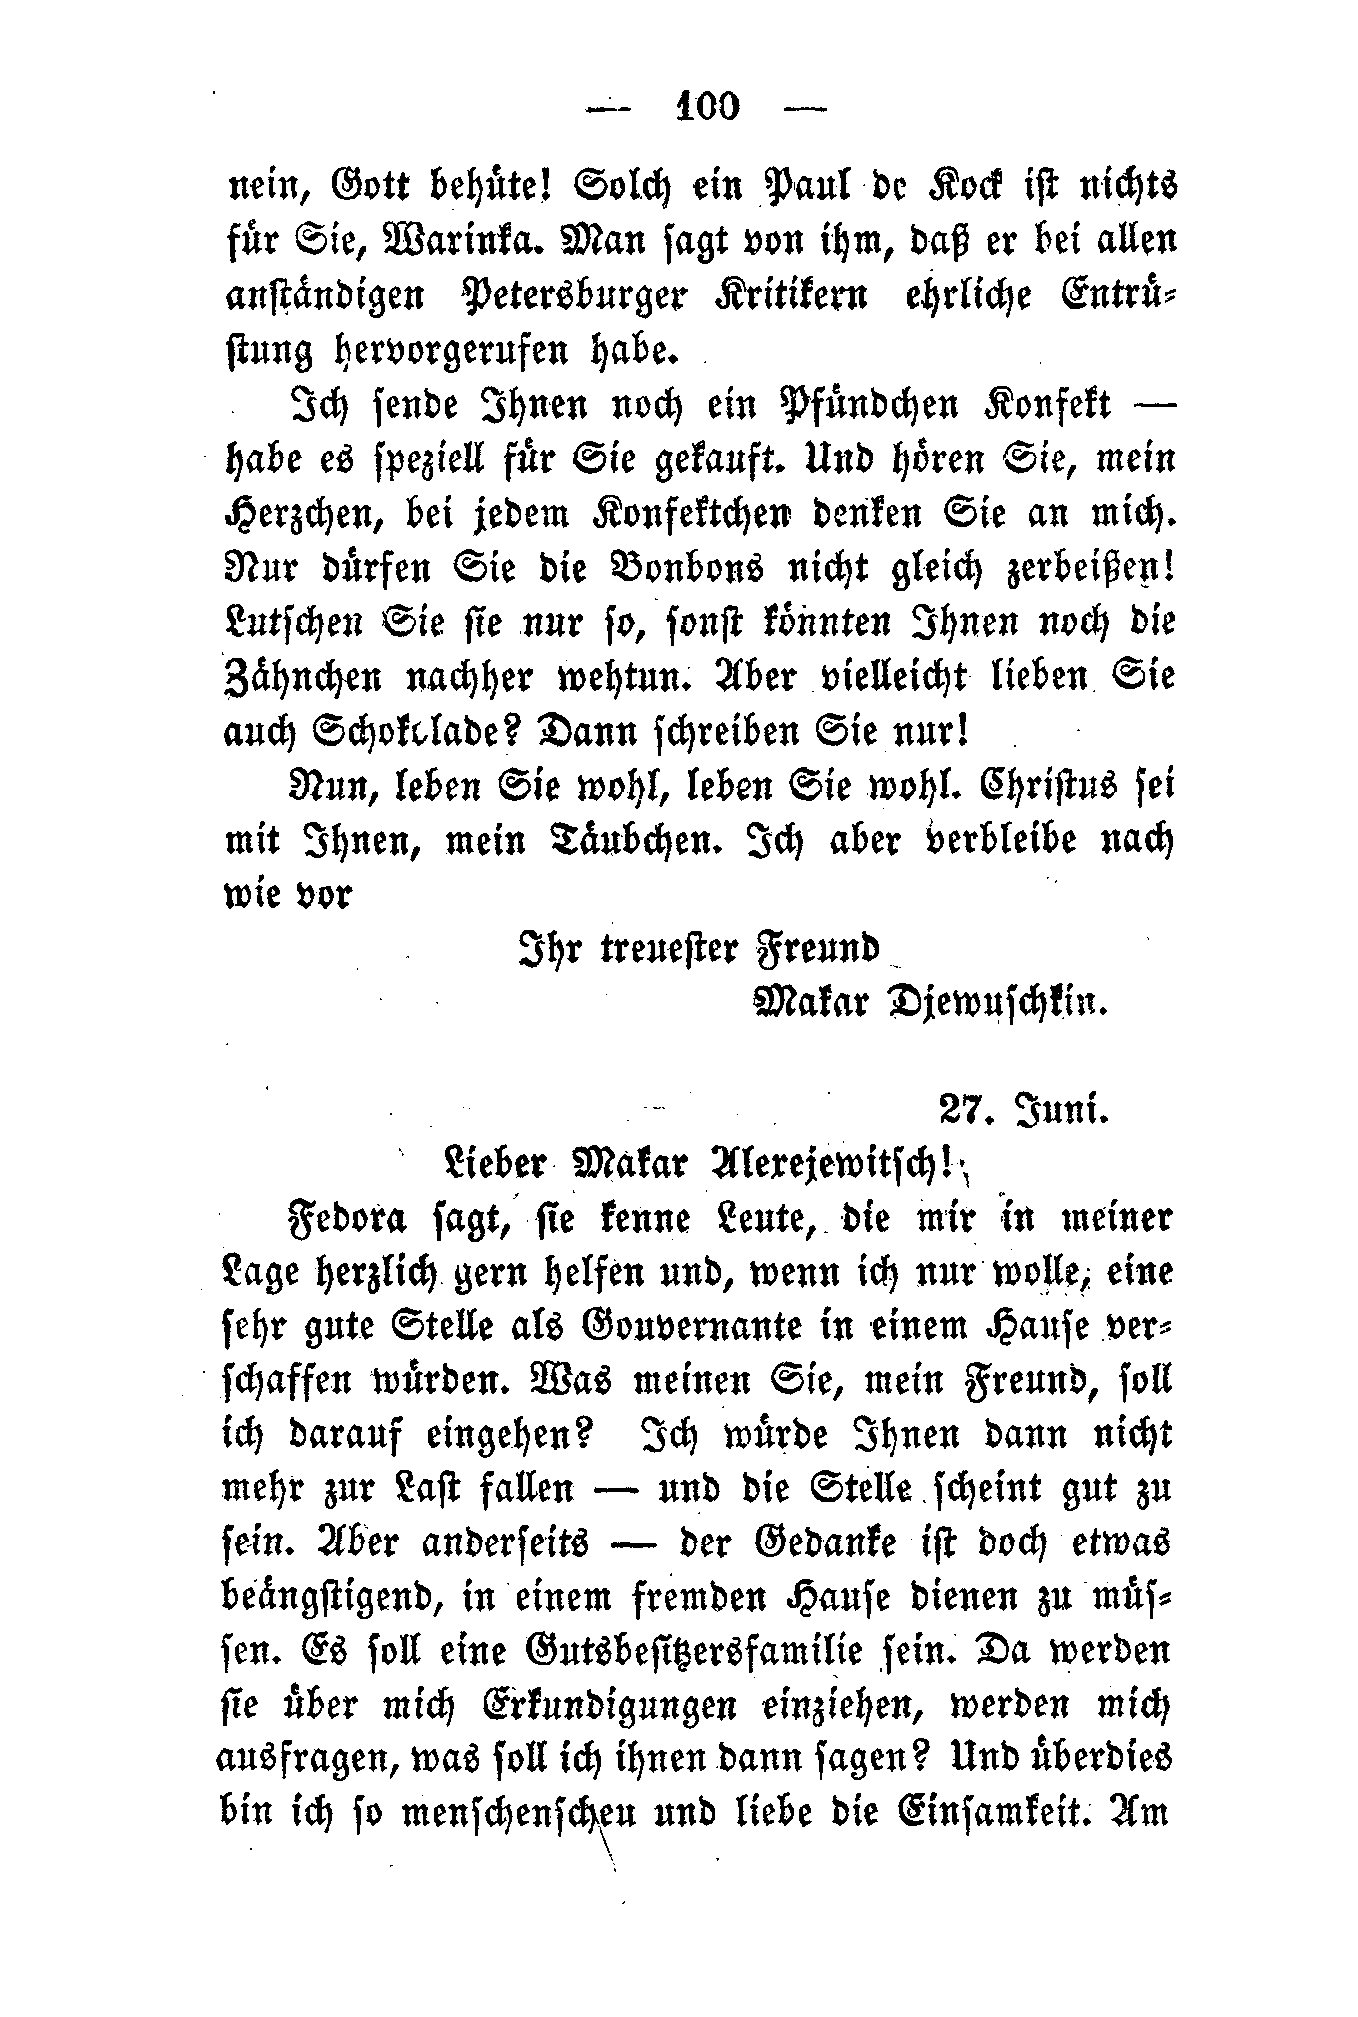 — 100 —
nein, Gott behüte! Solch ein Paul de Kock ist nichts
für Sie, Warinka. Man sagt von ihm, daß er bei allen
anständigen Petersburger Kritikern ehrliche Entrü-
stung hervorgerufen habe.
Ich sende Ihnen noch ein Pfündchen Konfekt —
habe es speziell für Sie gekauft. Und hören Sie, mein
Herzchen, bei jedem Konfektchen denken Sie an mich.
Nur dürfen Sie die Bonbons nicht gleich zerbeißen!
Lutschen Sie sie nur so, sonst könnten Ihnen noch die
Zähnchen nachher wehtun. Aber vielleicht lieben Sie
auch Schokolade? Dann schreiben Sie nur!
Nun, leben Sie wohl, leben Sie wohl. Christus sei
mit Ihnen, mein Täubchen. Ich aber verbleibe nach
wie vor
Ihr treuester Freund
Makar Djewuschkin.
27. Juni.
Lieber Makar Alexejewitsch!
Fedora sagt, sie kenne Leute, die mir in meiner
Lage herzlich gern helfen und, wenn ich nur wolle, eine
sehr gute Stelle als Gouvernante in einem Hause ver-
schaffen würden. Was meinen Sie, mein Freund, soll
ich darauf eingehen? Ich würde Ihnen dann nicht
mehr zur Last fallen — und die Stelle scheint gut zu
sein. Aber anderseits — der Gedanke ist doch etwas
beängstigend, in einem fremden Hause dienen zu müs-
sen. Es soll eine Gutsbesitzersfamilie sein. Da werden
sie über mich Erkundigungen einziehen, werden mich
ausfragen, was soll ich ihnen dann sagen? Und überdies
bin ich so menschenscheu und liebe die Einsamkeit. Am